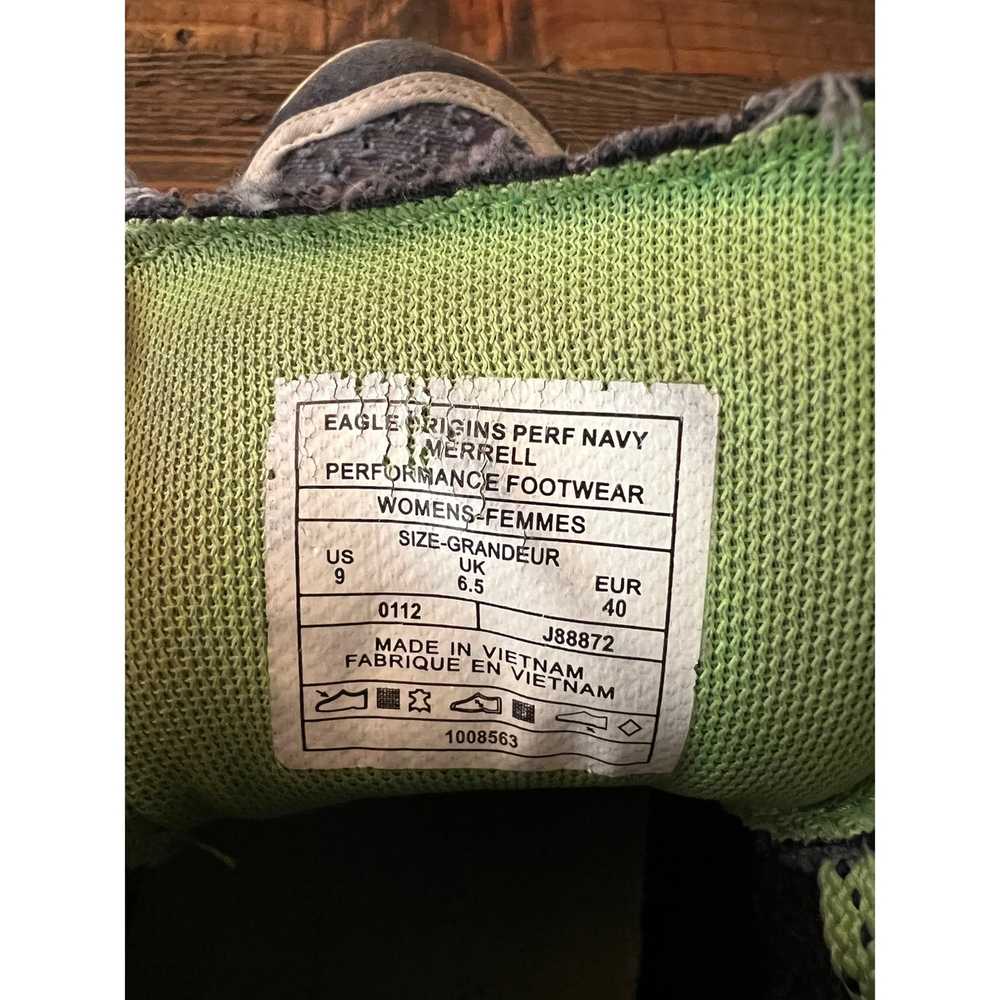 EAGLE ORIGINS PERF NAVY
MERRELL
PERFORMANCE FOOTWEAR
WOMENS-FEMMES
SIZE-GRANDEUR
US UK EUR
9 6.5 40
0112 J88872
MADE IN VIETNAM
FABRIQUE EN VIETNAM
1008563